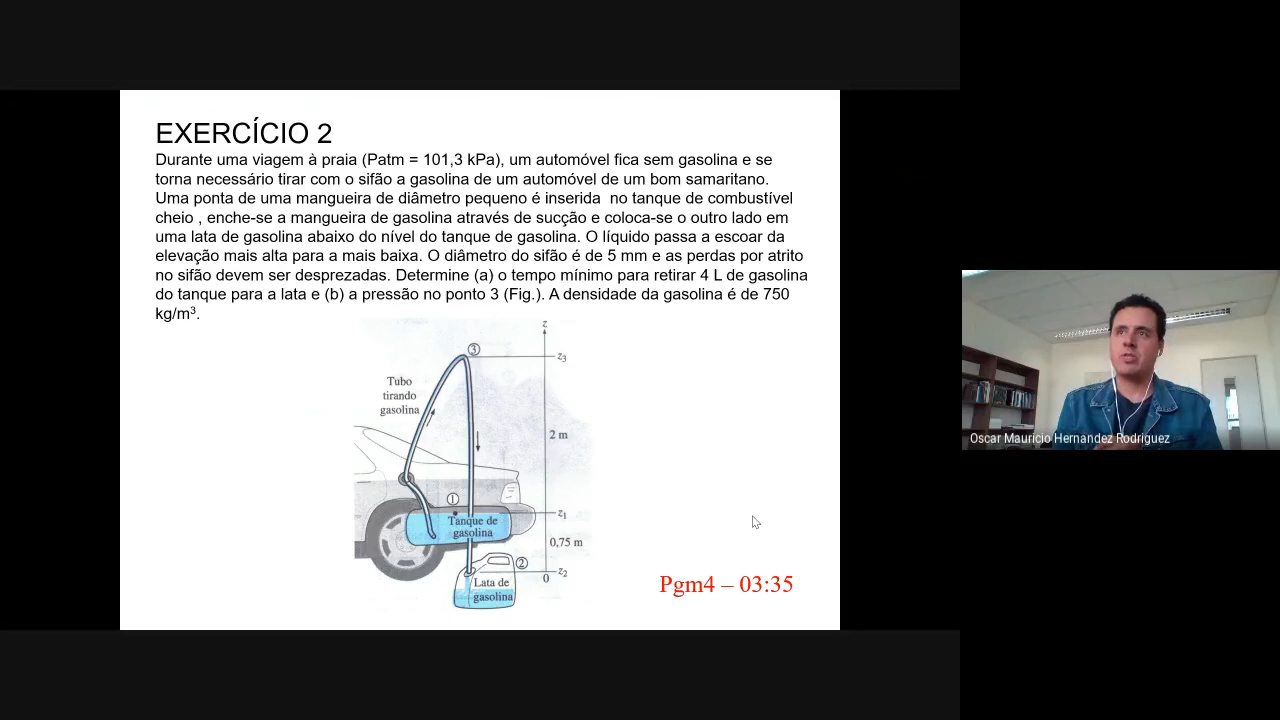 EXERCÍCIO 2
Durante uma viagem à praia (Patm = 101,3 kPa), um automóvel fica sem gasolina e se
torna necessário tirar com o sifão a gasolina de um automóvel de um bom samaritano.
Uma ponta de uma mangueira de diâmetro pequeno é inserida  no tanque de combustível
cheio , enche-se a mangueira de gasolina através de sucção e coloca-se o outro lado em
uma lata de gasolina abaixo do nível do tanque de gasolina. O líquido passa a escoar da
elevação mais alta para a mais baixa. O diâmetro do sifão é de 5 mm e as perdas por atrito
no sifão devem ser desprezadas. Determine (a) o tempo mínimo para retirar 4 L de gasolina
do tanque para a lata e (b) a pressão no ponto 3 (Fig.). A densidade da gasolina é de 750
kg/m³.
z
③
z₃
Tubo
tirando
gasolina
2 m
①
z₁
Tanque de
gasolina
0,75 m
②
z₂
0
Lata de
gasolina
Pgm4 – 03:35
Oscar Mauricio Hernandez Rodriguez